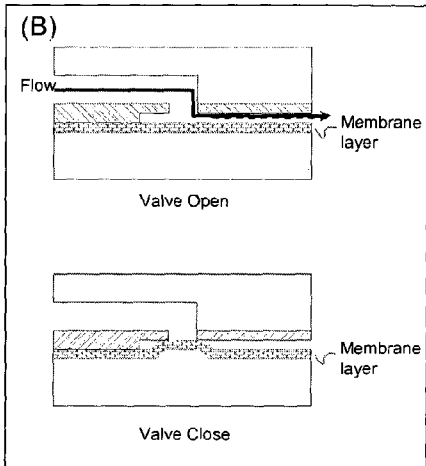 (B)
Flow
Membrane
layer
Valve Open
Membrane
layer
Valve Close